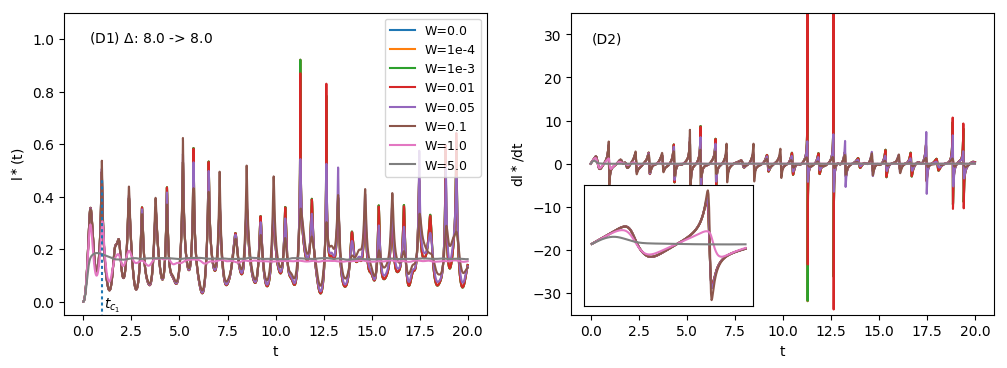 (D1) Δ: 8.0 -> 8.0
W=0.0
W=1e-4
W=1e-3
W=0.01
W=0.05
W=0.1
W=1.0
W=5.0
1.0
0.8
0.6
0.4
0.2
0.0
l * (t)
t_{c_1}
0.0 2.5 5.0 7.5 10.0 12.5 15.0 17.5 20.0
t
(D2)
30
20
10
0
−10
−20
−30
dl * /dt
0.0 2.5 5.0 7.5 10.0 12.5 15.0 17.5 20.0
t